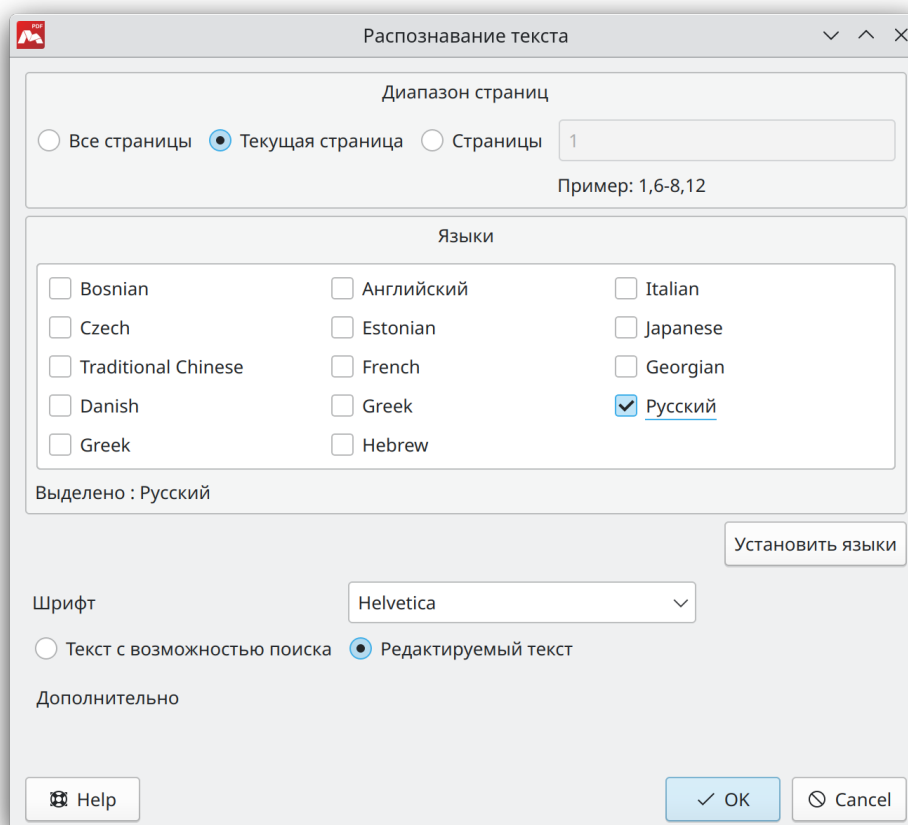 PDF
Распознавание текста
Диапазон страниц
Все страницы Текущая страница Страницы 1
Пример: 1,6-8,12
Языки
Bosnian Английский Italian
Czech Estonian Japanese
Traditional Chinese French Georgian
Danish Greek Русский
Greek Hebrew
Выделено : Русский
Установить языки
Шрифт Helvetica
Текст с возможностью поиска Редактируемый текст
Дополнительно
Help OK Cancel